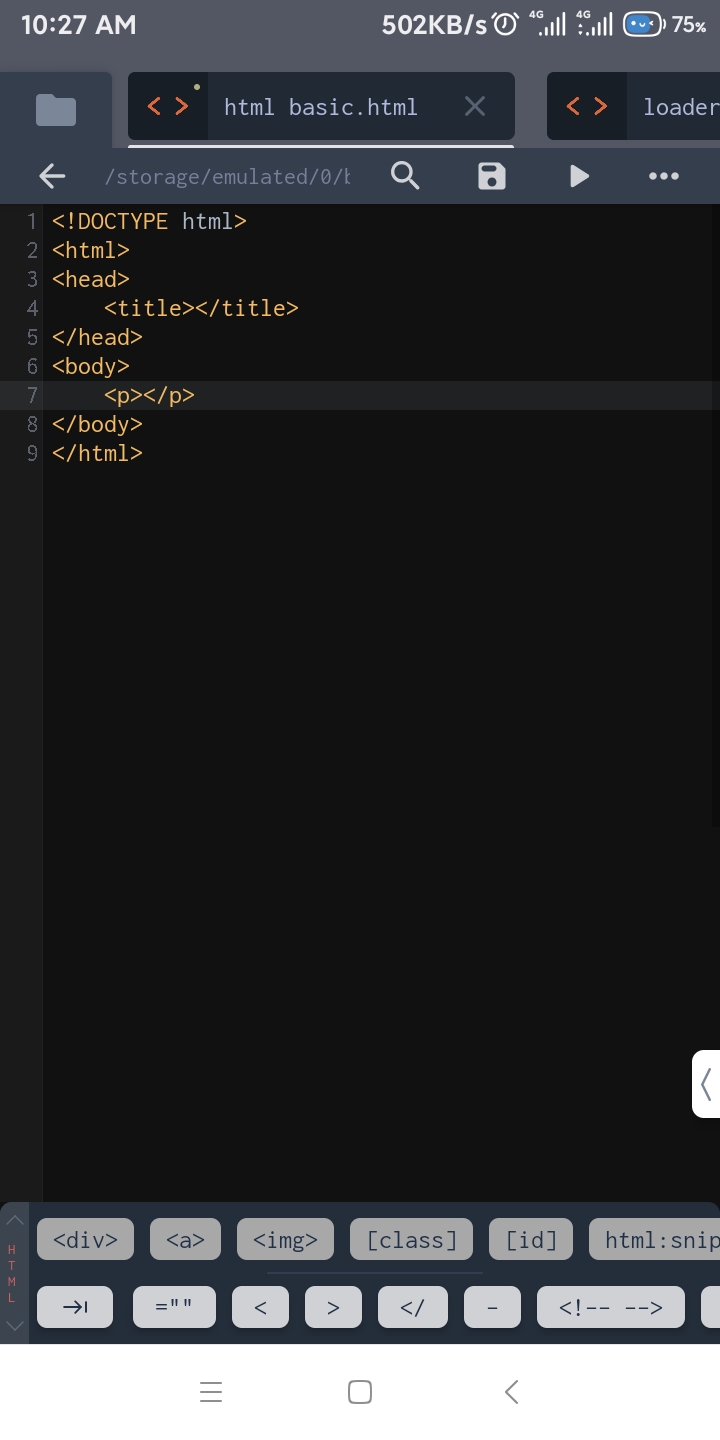 10:27 AM 502KB/s 4G 4G 75%
< > html basic.html < > loader
/storage/emulated/0/b
1 <!DOCTYPE html>
2 <html>
3 <head>
4     <title></title>
5 </head>
6 <body>
7     <p></p>
8 </body>
9 </html>
HTML
<div> <a> <img> [class] [id] html:snip
="" < > </ - <!-- -->